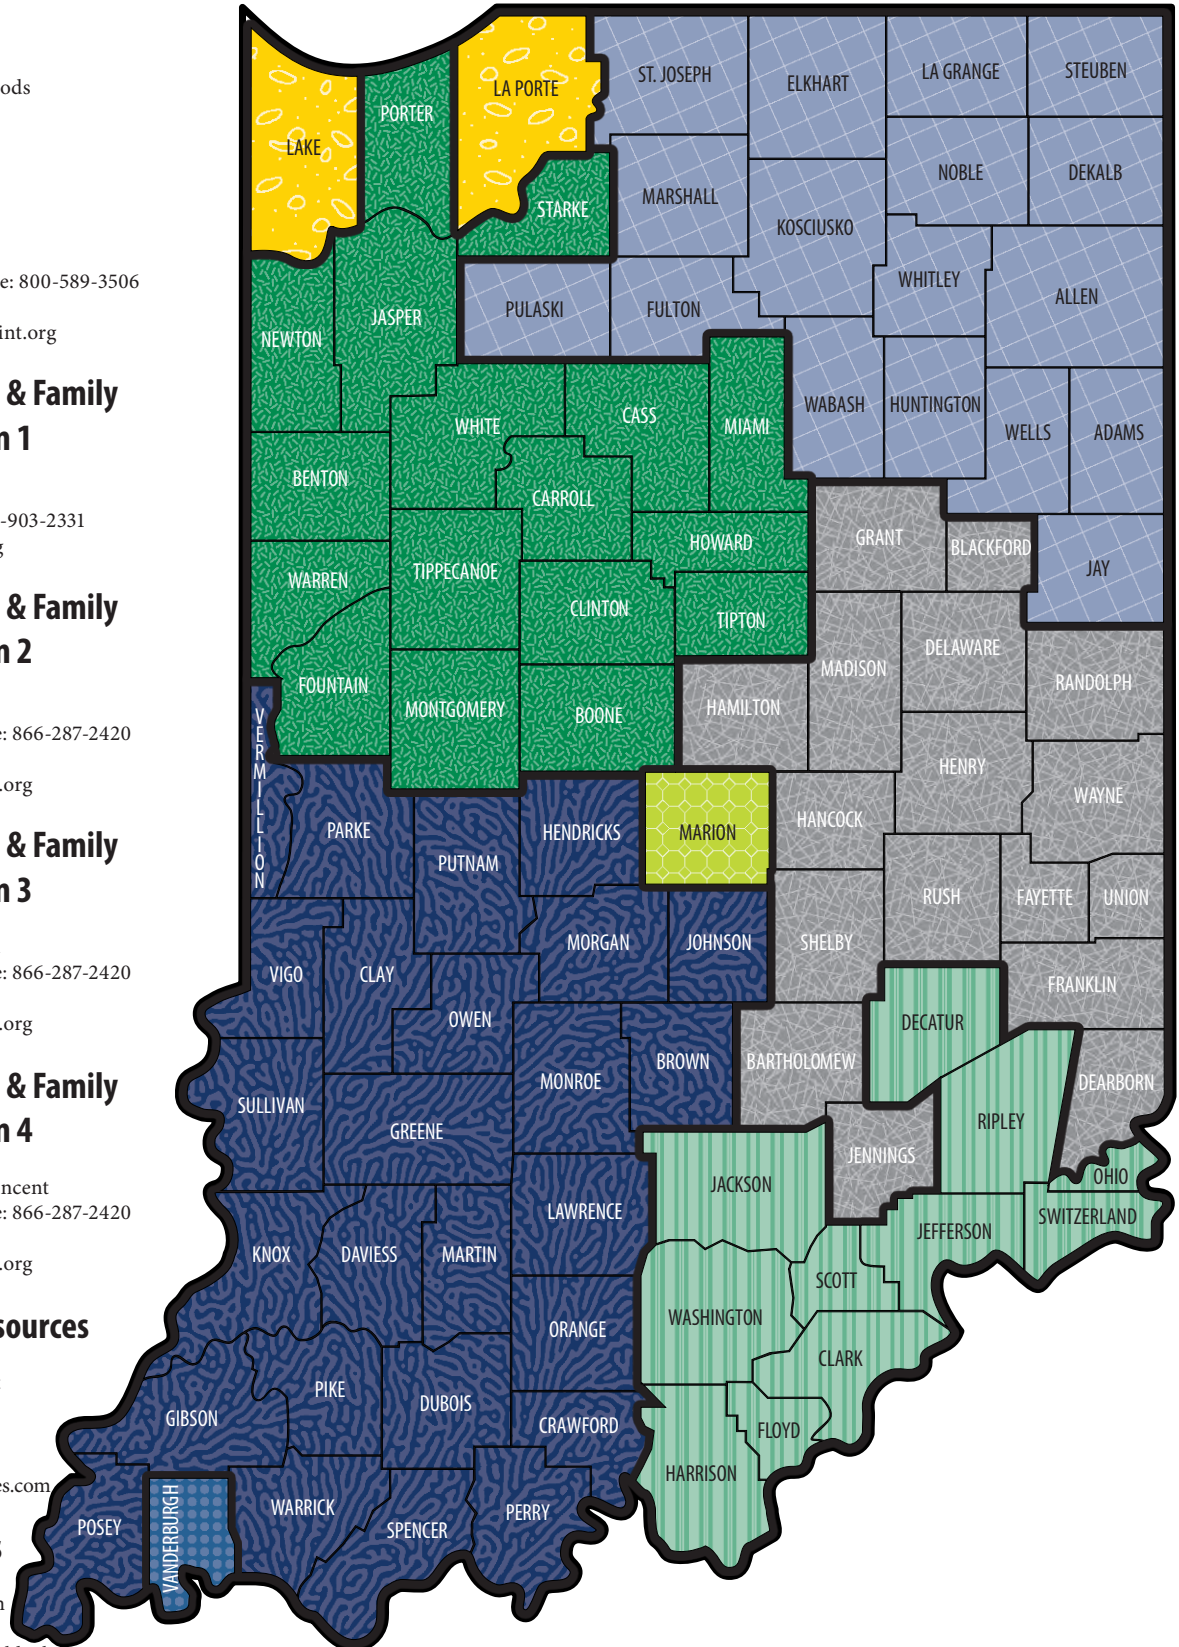 ods
e: 800-589-3506
int.org
& Family
n 1
-903-2331
g
& Family
n 2
e: 866-287-2420
.org
& Family
n 3
e: 866-287-2420
.org
& Family
n 4
ncent
e: 866-287-2420
.org
sources
es.com
LAKE
PORTER
LA PORTE
ST. JOSEPH
ELKHART
LA GRANGE
STEUBEN
NOBLE
DEKALB
STARKE
MARSHALL
KOSCIUSKO
WHITLEY
ALLEN
NEWTON
JASPER
PULASKI
FULTON
WABASH
HUNTINGTON
WELLS
ADAMS
WHITE
CASS
MIAMI
BENTON
CARROLL
GRANT
BLACKFORD
JAY
HOWARD
WARREN
TIPPECANOE
CLINTON
TIPTON
MADISON
DELAWARE
RANDOLPH
FOUNTAIN
MONTGOMERY
BOONE
HAMILTON
VERMILLION
HENRY
WAYNE
PARKE
PUTNAM
HENDRICKS
MARION
HANCOCK
RUSH
FAYETTE
UNION
VIGO
CLAY
MORGAN
JOHNSON
SHELBY
FRANKLIN
OWEN
DECATUR
BROWN
BARTHOLOMEW
DEARBORN
SULLIVAN
GREENE
MONROE
RIPLEY
JENNINGS
OHIO
JACKSON
LAWRENCE
SWITZERLAND
JEFFERSON
KNOX
DAVIESS
MARTIN
SCOTT
WASHINGTON
ORANGE
CLARK
PIKE
DUBOIS
GIBSON
CRAWFORD
FLOYD
HARRISON
WARRICK
PERRY
POSEY
VANDERBURGH
SPENCER